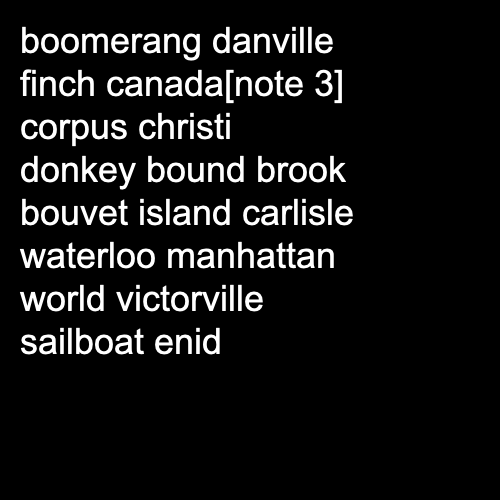 boomerang danville
finch canada[note 3]
corpus christi
donkey bound brook
bouvet island carlisle
waterloo manhattan
world victorville
sailboat enid